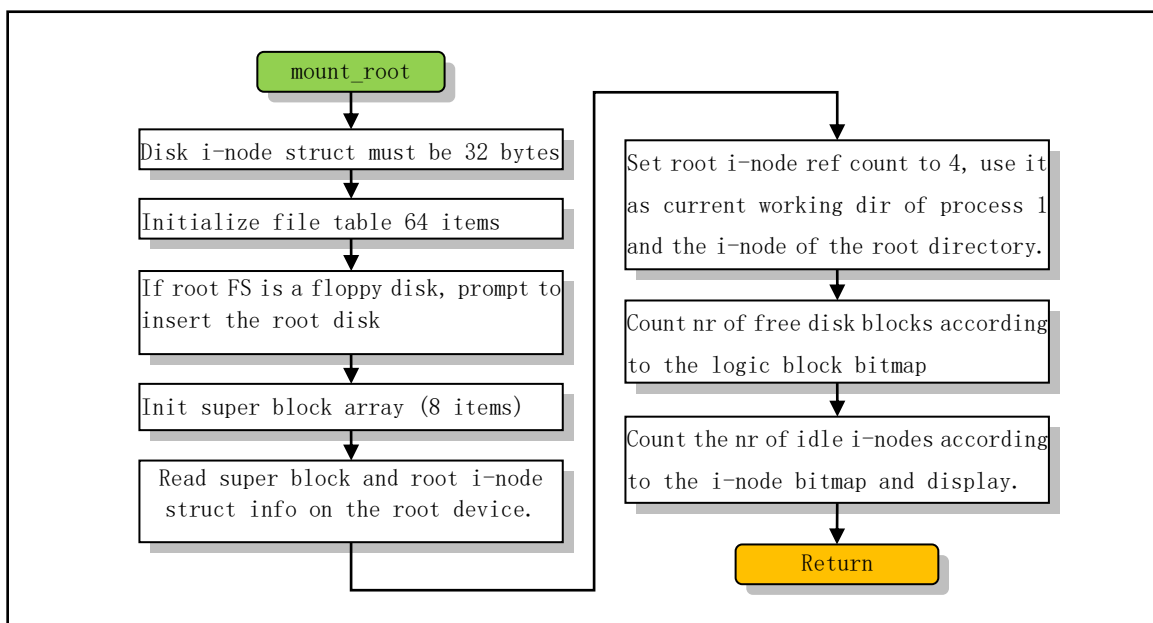 mount_root
Disk i-node struct must be 32 bytes
Initialize file table 64 items
If root FS is a floppy disk, prompt to
insert the root disk
Init super block array (8 items)
Read super block and root i-node
struct info on the root device.
Set root i-node ref count to 4, use it
as current working dir of process 1
and the i-node of the root directory.
Count nr of free disk blocks according
to the logic block bitmap
Count the nr of idle i-nodes according
to the i-node bitmap and display.
Return